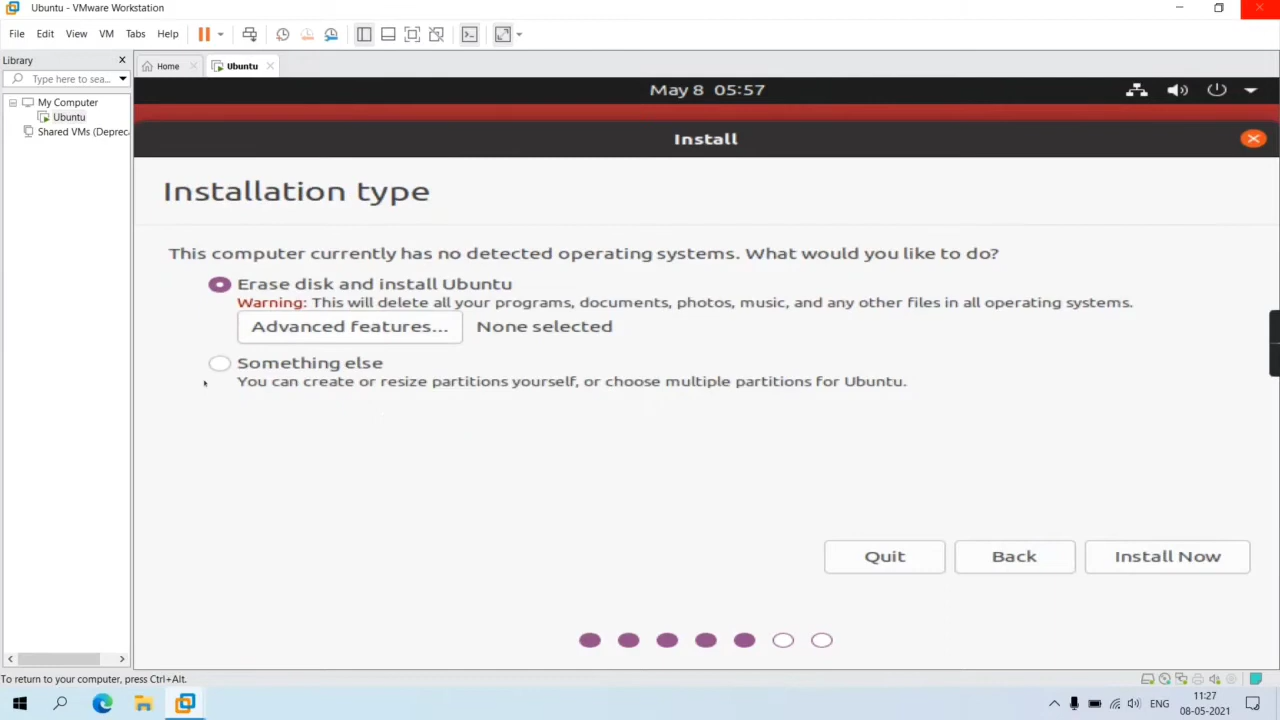 Ubuntu - VMware Workstation
File Edit View VM Tabs Help
Library
Type here to sea...
My Computer
Ubuntu
Shared VMs (Deprec
Home
Ubuntu
May 8 05:57
Install
Installation type
This computer currently has no detected operating systems. What would you like to do?
Erase disk and install Ubuntu
Warning: This will delete all your programs, documents, photos, music, and any other files in all operating systems.
Advanced features... None selected
Something else
You can create or resize partitions yourself, or choose multiple partitions for Ubuntu.
Quit Back Install Now
To return to your computer, press Ctrl+Alt.
ENG
11:27
08-05-2021